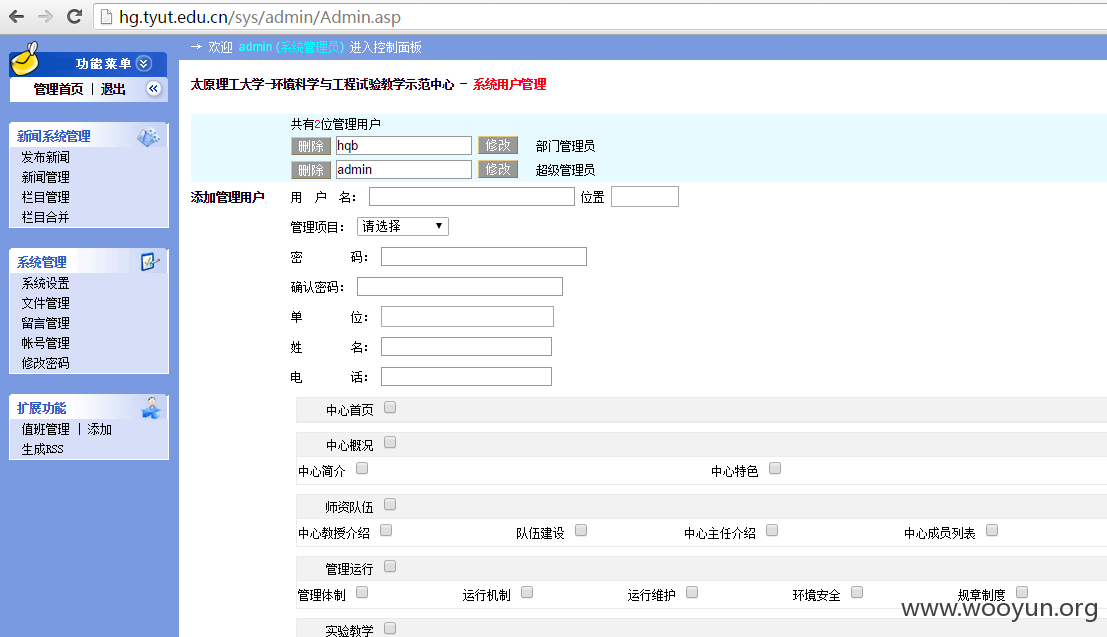 hg.tyut.edu.cn/sys/admin/Admin.asp
功能菜单
管理首页 | 退出
新闻系统管理
发布新闻
新闻管理
栏目管理
栏目合并
系统管理
系统设置
文件管理
留言管理
帐号管理
修改密码
扩展功能
值班管理 | 添加
生成RSS
→ 欢迎 admin (系统管理员) 进入控制面板
太原理工大学-环境科学与工程试验教学示范中心 - 系统用户管理
共有2位管理用户
删除 hqb 修改 部门管理员
删除 admin 修改 超级管理员
添加管理用户 用 户 名： 位置
管理项目： 请选择
密 码：
确认密码：
单 位：
姓 名：
电 话：
中心首页
中心概况
中心简介 中心特色
师资队伍
中心教授介绍 队伍建设 中心主任介绍 中心成员列表
管理运行
管理体制 运行机制 运行维护 环境安全 规章制度
实验教学
www.wooyun.org